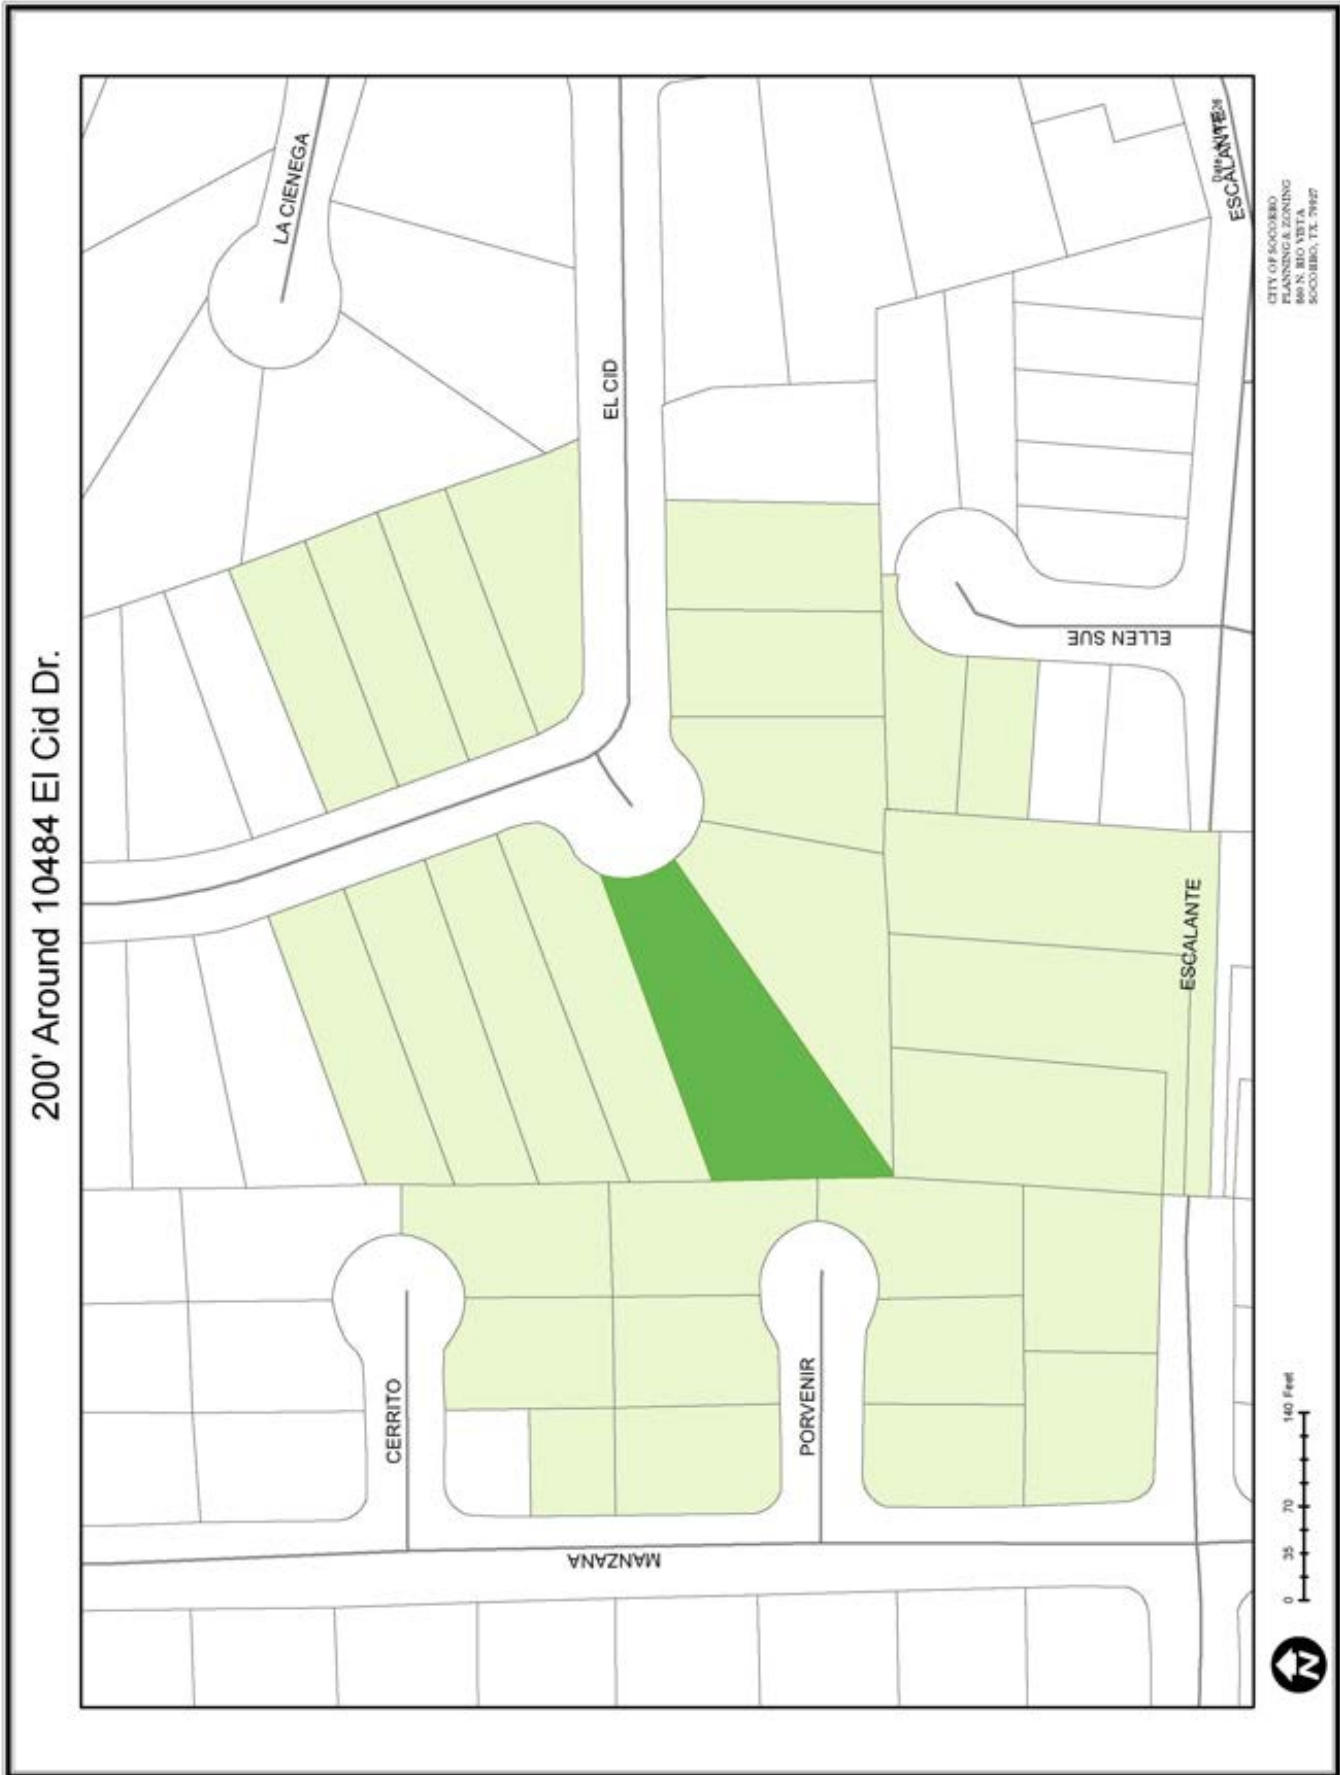 200' Around 10484 El Cid Dr.
LA CIENEGA
EL CID
CERRITO
MANZANA
PORVENIR
ELLEN SUE
ESCALANTE
ESCALANTE
N
0 35 70 140 Feet
CITY OF SOCORRO
PLANNING & ZONING
860 N. RIO VISTA
SOCORRO, TX. 79927